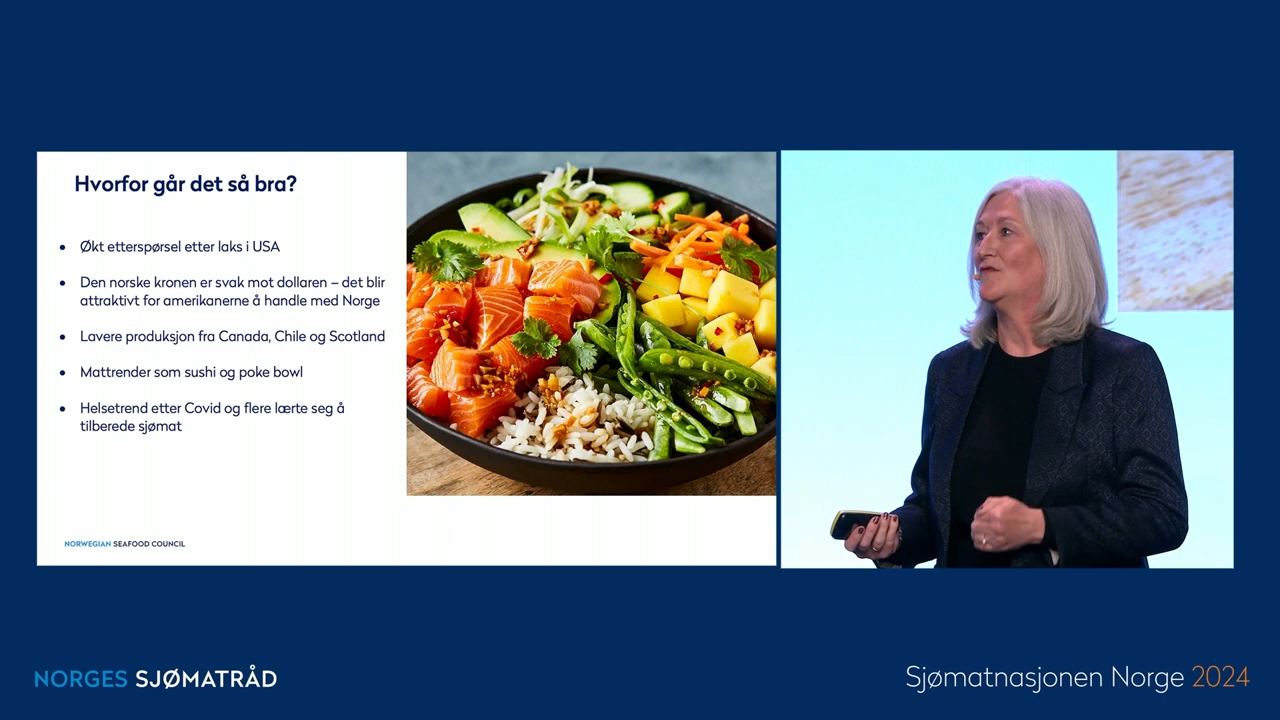 Hvorfor går det så bra?
• Økt etterspørsel etter laks i USA
• Den norske kronen er svak mot dollaren – det blir
attraktivt for amerikanerne å handle med Norge
• Lavere produksjon fra Canada, Chile og Scotland
• Mattrender som sushi og poke bowl
• Helsetrend etter Covid og flere lærte seg å
tilberede sjømat
NORWEGIAN SEAFOOD COUNCIL
NORGES SJØMATRÅD
Sjømatnasjonen Norge 2024